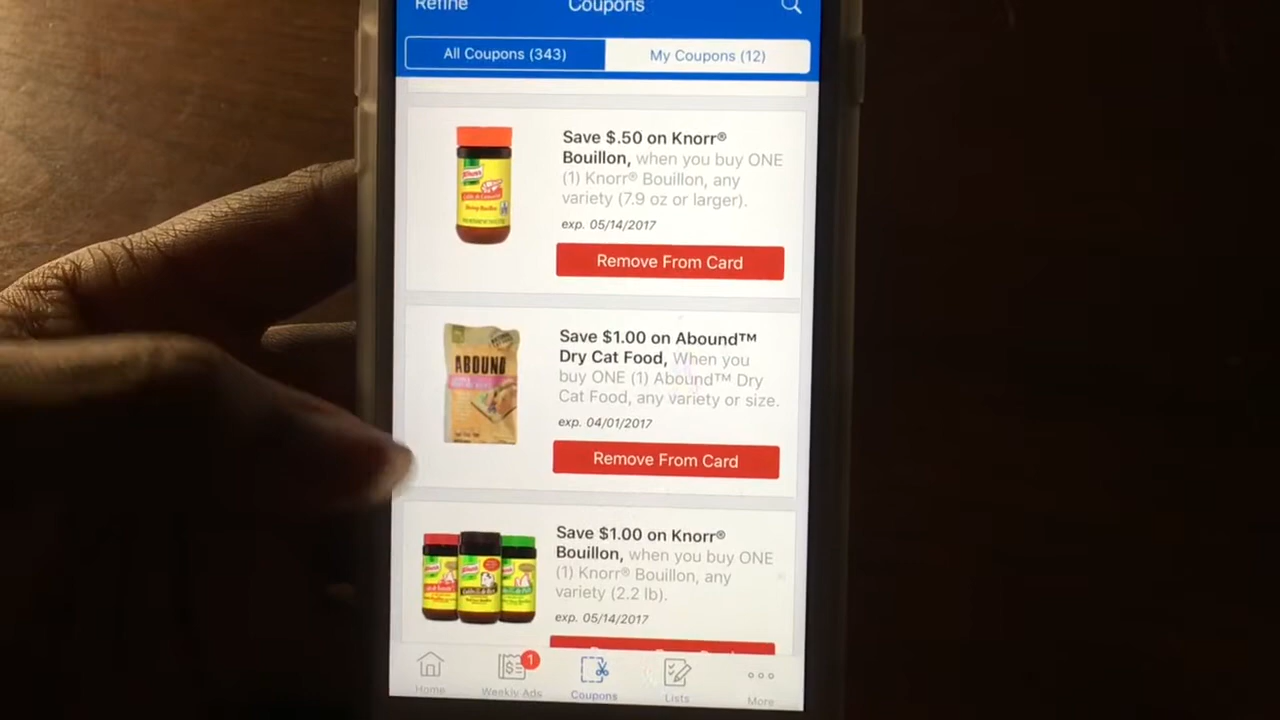 Refine
Coupons
All Coupons (343)
My Coupons (12)
Save $.50 on Knorr®
Bouillon, when you buy ONE
(1) Knorr® Bouillon, any
variety (7.9 oz or larger).
exp. 05/14/2017
Remove From Card
ABOUND
Save $1.00 on Abound™
Dry Cat Food, When you
buy ONE (1) Abound™ Dry
Cat Food, any variety or size.
exp. 04/01/2017
Remove From Card
Save $1.00 on Knorr®
Bouillon, when you buy ONE
(1) Knorr® Bouillon, any
variety (2.2 lb).
exp. 05/14/2017
1
Home
Weekly Ads
Coupons
Lists
More